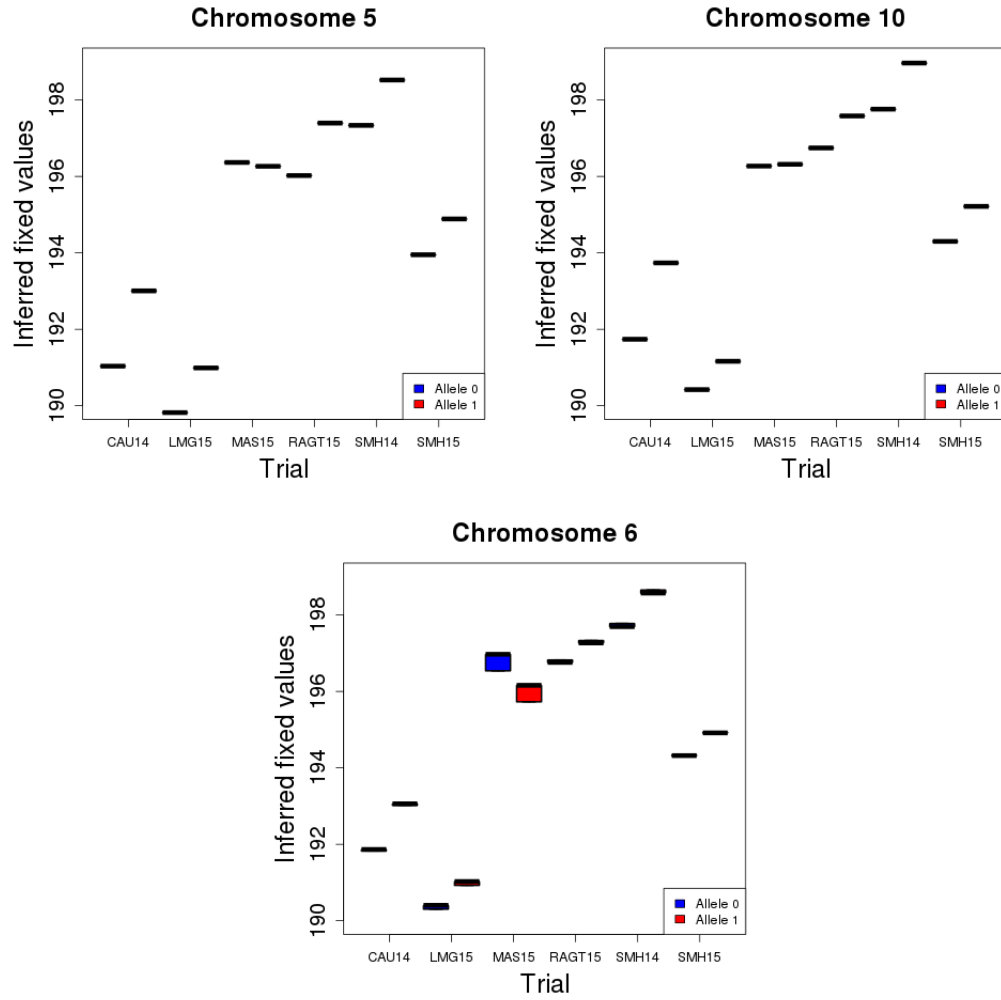 Chromosome 5
Inferred fixed values
198
196
194
192
190
CAU14 LMG15 MAS15 RAGT15 SMH14 SMH15
Trial
Allele 0
Allele 1
Chromosome 10
Inferred fixed values
198
196
194
192
190
CAU14 LMG15 MAS15 RAGT15 SMH14 SMH15
Trial
Allele 0
Allele 1
Chromosome 6
Inferred fixed values
198
196
194
192
190
CAU14 LMG15 MAS15 RAGT15 SMH14 SMH15
Trial
Allele 0
Allele 1